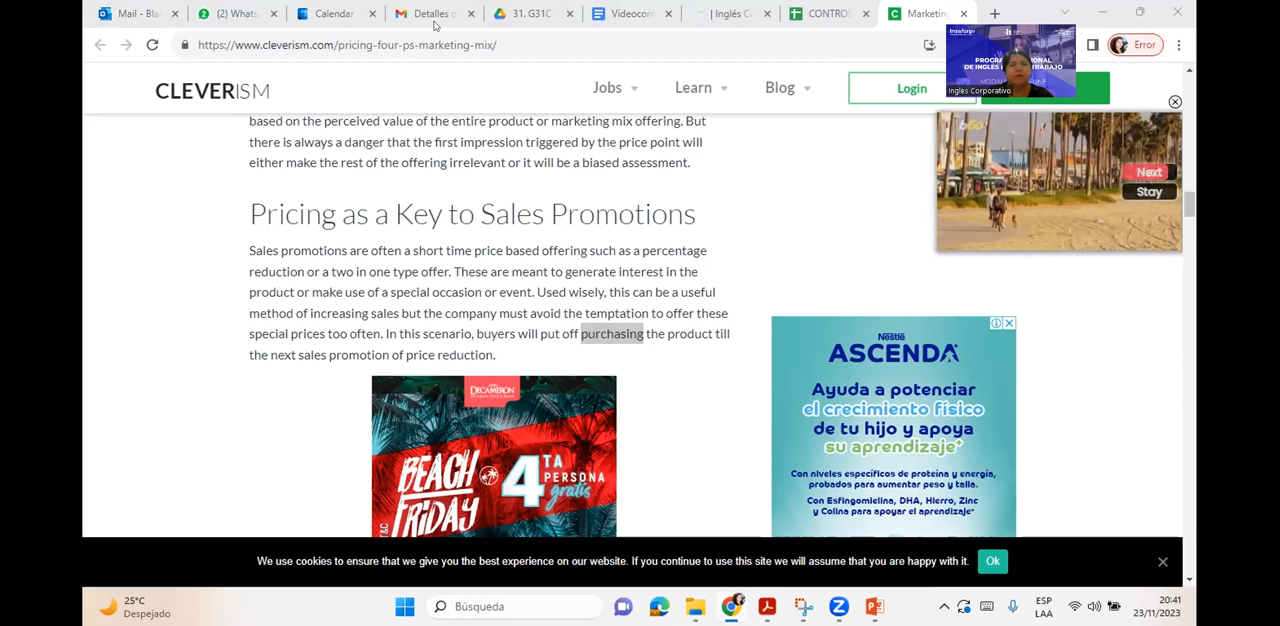 Mail - Bla
(2) Whats
Calendar
Detalles o
31. G31C
Videocon
| Inglés C
CONTROL
Marketing
https://www.cleverism.com/pricing-four-ps-marketing-mix/
Error
PROG
IONAL
DE INGLÉS
TRABAJO
Ingles Corporativo
CLEVERISM
Jobs
Learn
Blog
Login
based on the perceived value of the entire product or marketing mix offering. But
there is always a danger that the first impression triggered by the price point will
either make the rest of the offering irrelevant or it will be a biased assessment.
Next
Stay
Pricing as a Key to Sales Promotions
Sales promotions are often a short time price based offering such as a percentage
reduction or a two in one type offer. These are meant to generate interest in the
product or make use of a special occasion or event. Used wisely, this can be a useful
method of increasing sales but the company must avoid the temptation to offer these
special prices too often. In this scenario, buyers will put off purchasing the product till
the next sales promotion of price reduction.
DECAMERON
BEACH
FRIDAY
4TA
PERSONA
gratis
T&C
Nestlé
ASCENDA
Ayuda a potenciar
el crecimiento físico
de tu hijo y apoya
su aprendizaje+
Con niveles específicos de proteína y energía,
probados para aumentar peso y talla.
Con Esfingomielina, DHA, Hierro, Zinc
y Colina para apoyar el aprendizaje+
We use cookies to ensure that we give you the best experience on our website. If you continue to use this site we will assume that you are happy with it.
Ok
25°C
Despejado
Búsqueda
ESP
LAA
20:41
23/11/2023